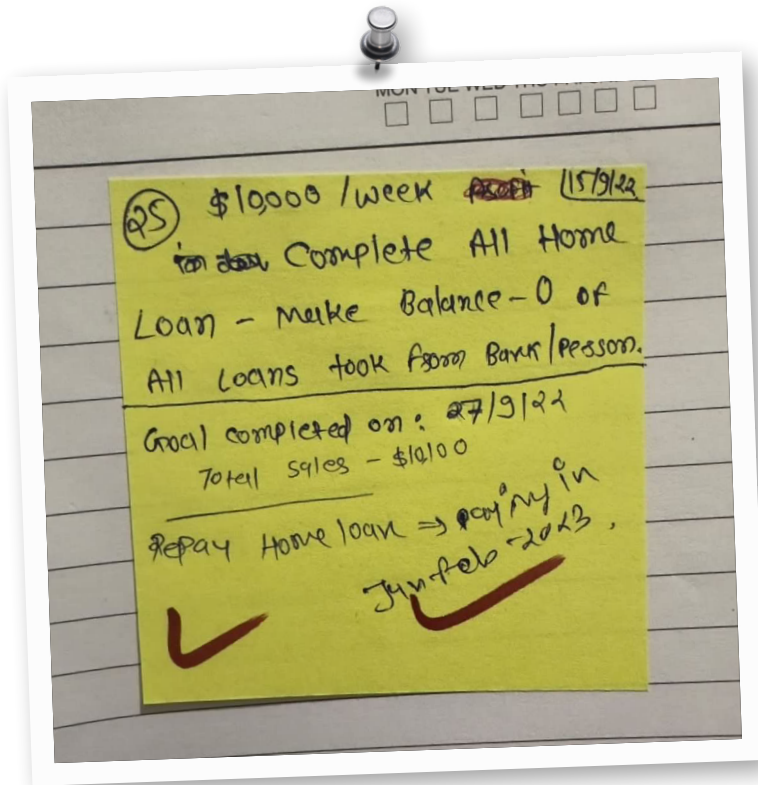 MON TUE WED
25 $10,000 / week 15/9/22
Complete All Home
Loan - Make Balance - 0 of
All Loans took from Bank/Person.
Goal completed on: 27/9/22
Total Sales - $10,100
Repay Home loan ⇒ paying in
Jan Feb - 2023.